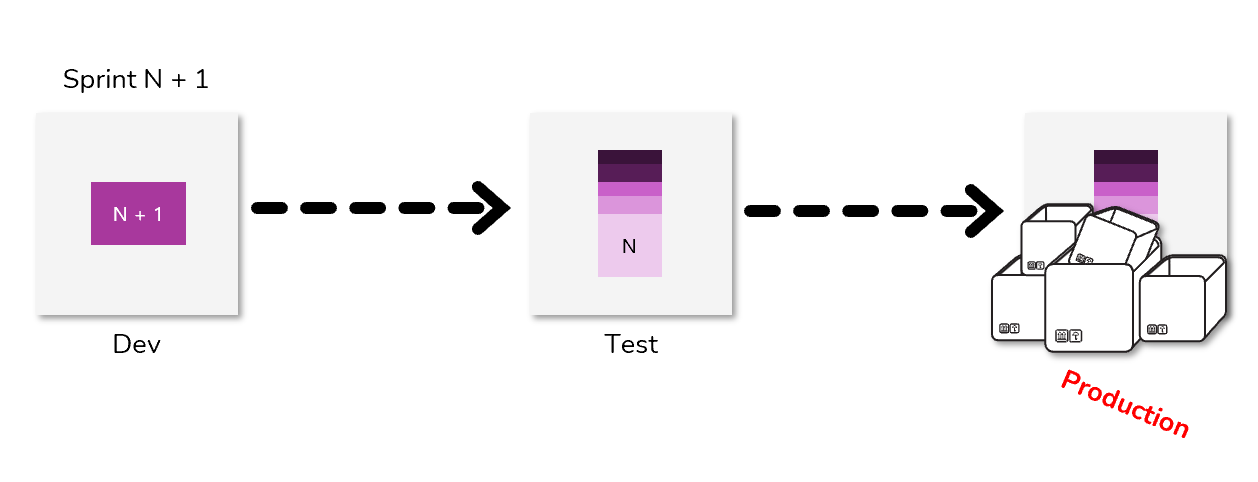 Sprint N + 1
N + 1
N
Dev
Test
Production